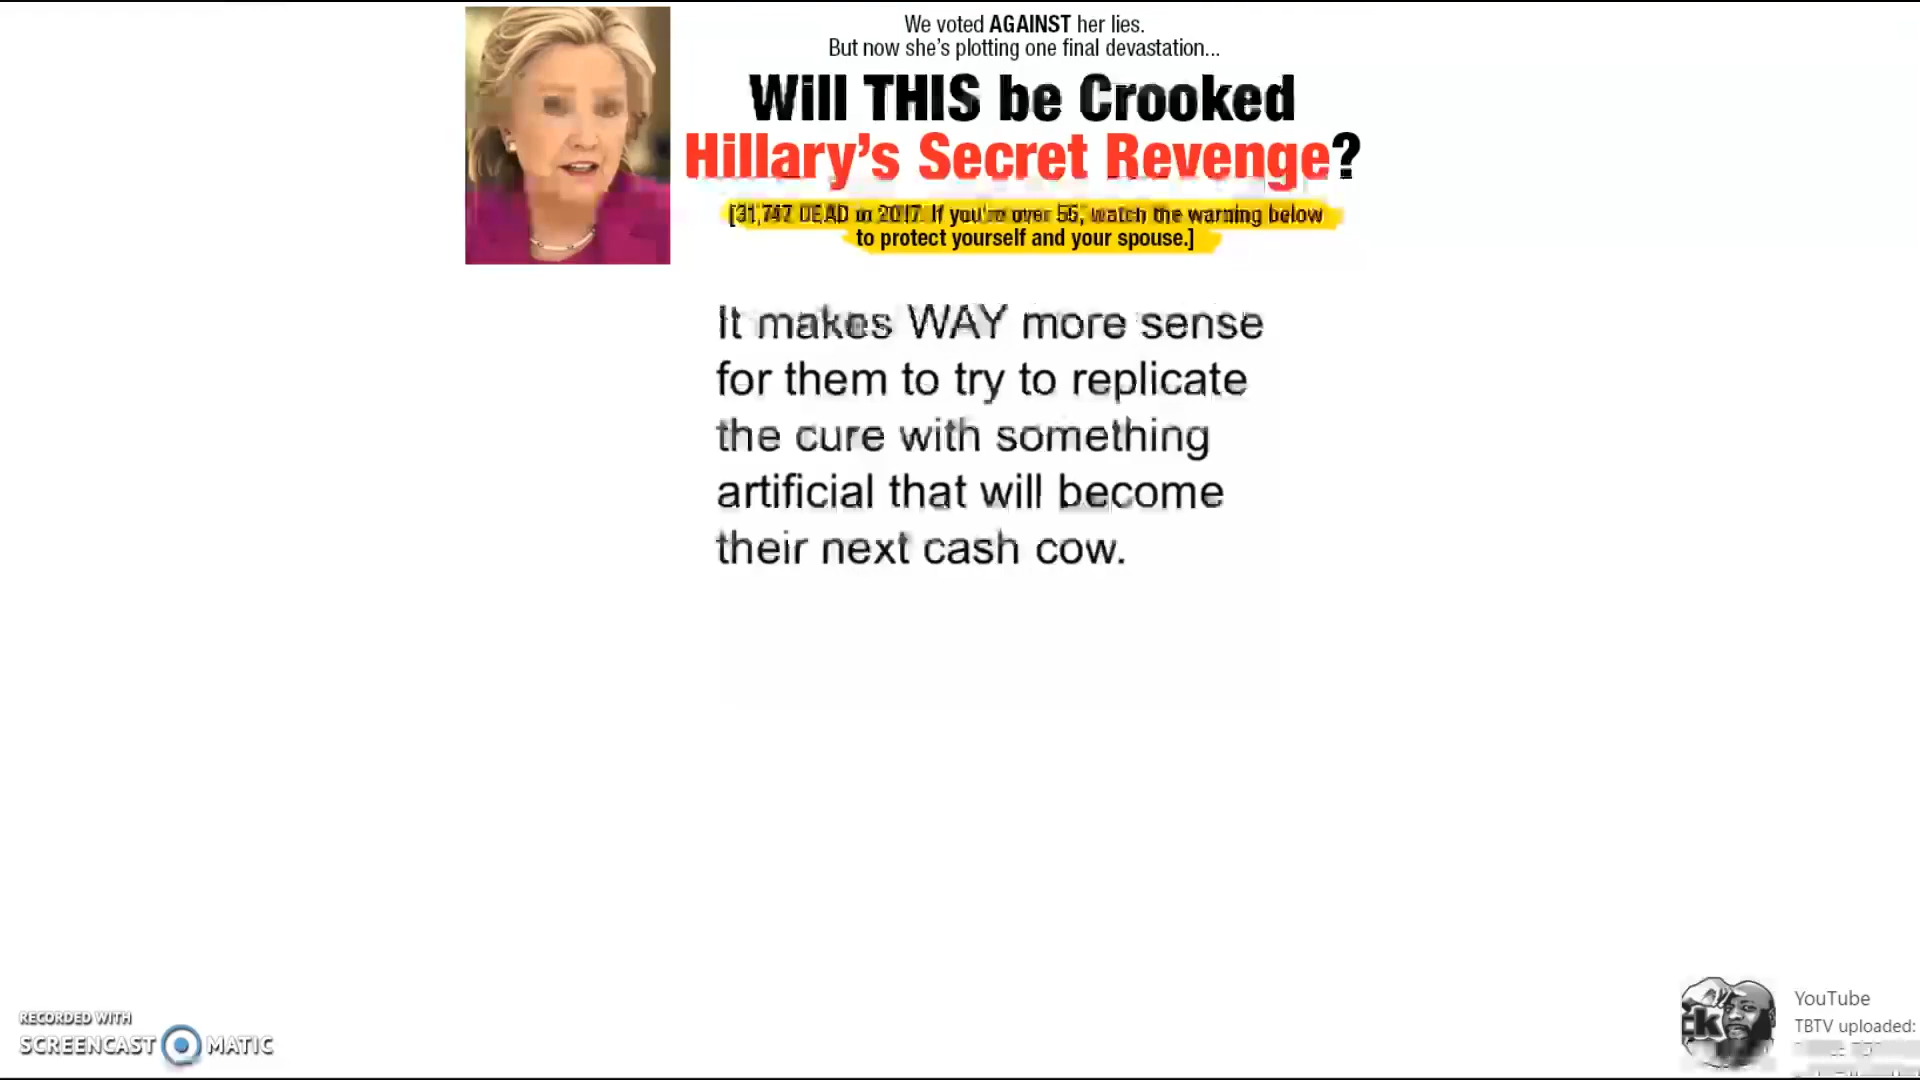 We voted AGAINST her lies.
But now she's plotting one final devastation...
Will THIS be Crooked
Hillary's Secret Revenge?
[31,747 DEAD in 2017. If you're over 55, watch the warning below
to protect yourself and your spouse.]
It makes WAY more sense
for them to try to replicate
the cure with something
artificial that will become
their next cash cow.
RECORDED WITH
SCREENCAST MATIC
YouTube
TBTV uploaded: